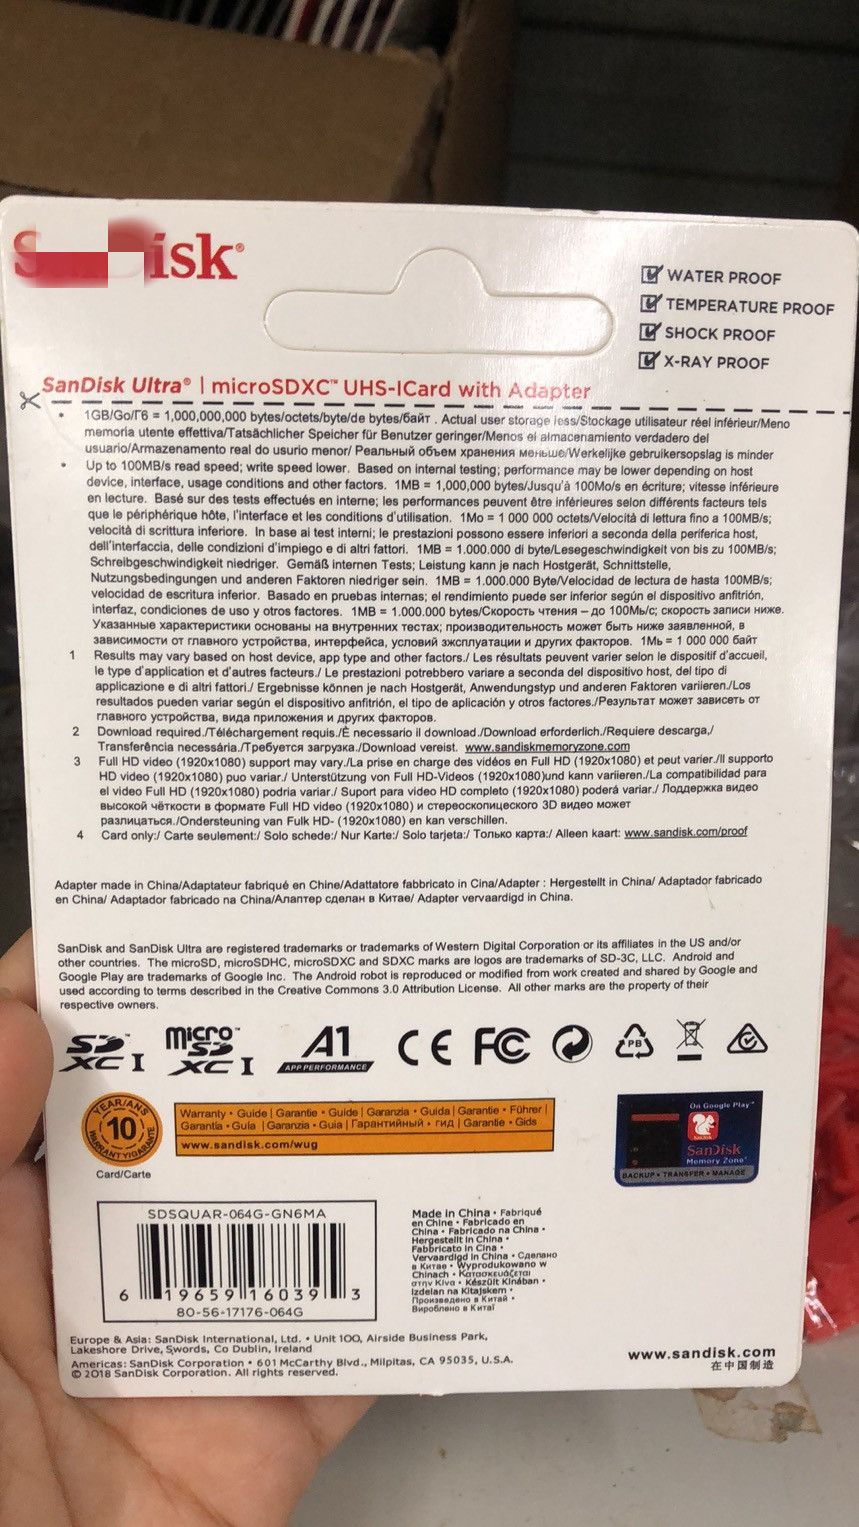 isk®
WATER PROOF
TEMPERATURE PROOF
SHOCK PROOF
X-RAY PROOF
SanDisk Ultra® | microSDXC™ UHS-ICard with Adapter
• 1GB/Go/Гб = 1,000,000,000 bytes/octets/byte/de bytes/байт . Actual user storage less/Stockage utilisateur réel inférieur/Meno
memoria utente effettiva/Tatsächlicher Speicher für Benutzer geringer/Menos el almacenamiento verdadero del
usuario/Armazenamento real do usurio menor/ Реальный объем хранения меньше/Werkelijke gebruikersopslag is minder
• Up to 100MB/s read speed; write speed lower. Based on internal testing; performance may be lower depending on host
device, interface, usage conditions and other factors. 1MB = 1,000,000 bytes/Jusqu'à 100Mo/s en écriture; vitesse inférieure
en lecture. Basé sur des tests effectués en interne; les performances peuvent être inférieures selon différents facteurs tels
que le périphérique hôte, l'interface et les conditions d'utilisation. 1Mo = 1 000 000 octets/Velocità di lettura fino a 100MB/s;
velocità di scrittura inferiore. In base ai test interni; le prestazioni possono essere inferiori a seconda della periferica host,
dell'interfaccia, delle condizioni d'impiego e di altri fattori. 1MB = 1.000.000 di byte/Lesegeschwindigkeit von bis zu 100MB/s;
Schreibgeschwindigkeit niedriger. Gemäß internen Tests; Leistung kann je nach Hostgerät, Schnittstelle,
Nutzungsbedingungen und anderen Faktoren niedriger sein. 1MB = 1.000.000 Byte/Velocidad de lectura de hasta 100MB/s;
velocidad de escritura inferior. Basado en pruebas internas; el rendimiento puede ser inferior según el dispositivo anfitrión,
interfaz, condiciones de uso y otros factores. 1MB = 1.000.000 bytes/Скорость чтения – до 100Мь/с; скорость записи ниже.
Указанные характеристики основаны на внутренних тестах; производительность может быть ниже заявленной, в
зависимости от главного устройства, интерфейса, условий эксплуатации и других факторов. 1Мь = 1 000 000 байт
1 Results may vary based on host device, app type and other factors./ Les résultats peuvent varier selon le dispositif d'accueil,
le type d'application et d'autres facteurs./ Le prestazioni potrebbero variare a seconda del dispositivo host, del tipo di
applicazione e di altri fattori./ Ergebnisse können je nach Hostgerät, Anwendungstyp und anderen Faktoren variieren./Los
resultados pueden variar según el dispositivo anfitrión, el tipo de aplicación y otros factores./Результат может зависеть от
главного устройства, вида приложения и других факторов.
2 Download required./Téléchargement requis./È necessario il download./Download erforderlich./Requiere descarga,/
Transferência necessária./Требуется загрузка./Download vereist. www.sandiskmemoryzone.com
3 Full HD video (1920x1080) support may vary./La prise en charge des vidéos en Full HD (1920x1080) et peut varier./Il supporto
HD video (1920x1080) puo variar./ Unterstützung von Full HD-Videos (1920x1080)und kann variieren./La compatibilidad para
el video Full HD (1920x1080) podria variar./ Suport para video HD completo (1920x1080) poderá variar./ Поддержка видео
высокой чёткости в формате Full HD video (1920x1080) и стереоскопического 3D видео может
разлицаться./Ondersteuning van Fulk HD- (1920x1080) en kan verschillen.
4 Card only:/ Carte seulement:/ Solo schede:/ Nur Karte:/ Solo tarjeta:/ Только карта:/ Alleen kaart: www.sandisk.com/proof
Adapter made in China/Adaptateur fabriqué en Chine/Adattatore fabbricato in Cina/Adapter : Hergestellt in China/ Adaptador fabricado
en China/ Adaptador fabricado na China/Алаптер сделан в Китае/ Adapter vervaardigd in China.
SanDisk and SanDisk Ultra are registered trademarks or trademarks of Western Digital Corporation or its affiliates in the US and/or
other countries. The microSD, microSDHC, microSDXC and SDXC marks are logos are trademarks of SD-3C, LLC. Android and
Google Play are trademarks of Google Inc. The Android robot is reproduced or modified from work created and shared by Google and
used according to terms described in the Creative Commons 3.0 Attribution License. All other marks are the property of their
respective owners.
SD XC I micro SD XC I A1 APP PERFORMANCE CE FC PB
YEAR/ANS
10
WARRANTY/GARANTIE
Card/Carte
Warranty • Guide | Garantie • Guide | Garanzia • Guida | Garantie • Führer |
Garantía • Guía | Garanzia • Guia | Гарантийный • гид | Garantie • Gids
www.sandisk.com/wug
On Google Play™
SanDisk
Memory Zone⁺
BACKUP • TRANSFER • MANAGE
SDSQUAR-064G-GN6MA
6 19659 16039 3
80-56-17176-064G
Made in China • Fabriqué
en Chine • Fabricado en
China • Fabricado na China •
Hergestellt in China •
Fabbricato in Cina •
Vervaardigd in China • Сделано
в Китае • Wyprodukowano w
Chinach • Κατασκευάζεται
στην Κίνα • Készült Kínában •
Izdelan na Kitajskem •
Произведено в Китай •
Вироблено в Китаї
Europe & Asia: SanDisk International, Ltd. • Unit 100, Airside Business Park,
Lakeshore Drive, Swords, Co Dublin, Ireland
Americas: SanDisk Corporation • 601 McCarthy Blvd., Milpitas, CA 95035, U.S.A.
© 2018 SanDisk Corporation. All rights reserved.
www.sandisk.com
在中国制造